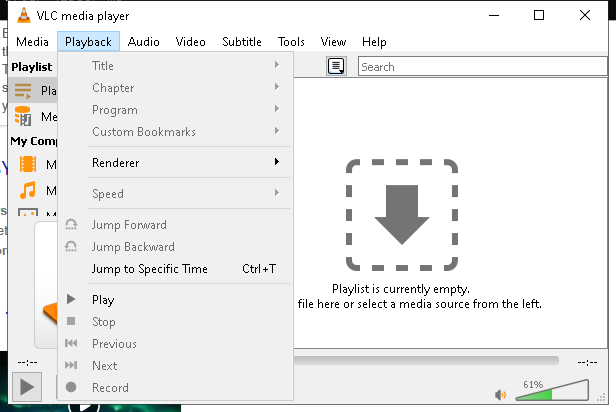 VLC media player
Media Playback Audio Video Subtitle Tools View Help
Playlist
Title
Search
Chapter
Program
My Comp
Custom Bookmarks
Renderer
Speed
Jump Forward
Jump Backward
Jump to Specific Time Ctrl+T
Playlist is currently empty.
file here or select a media source from the left.
Play
Stop
Previous
Next
--:-- --:--
Record
61%